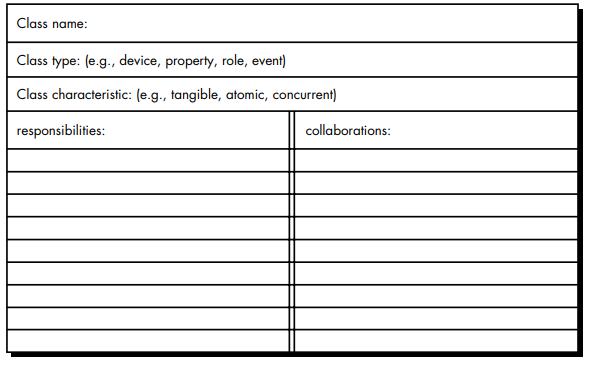 Class name:
Class type: (e.g., device, property, role, event)
Class characteristic: (e.g., tangible, atomic, concurrent)
responsibilities:
collaborations: